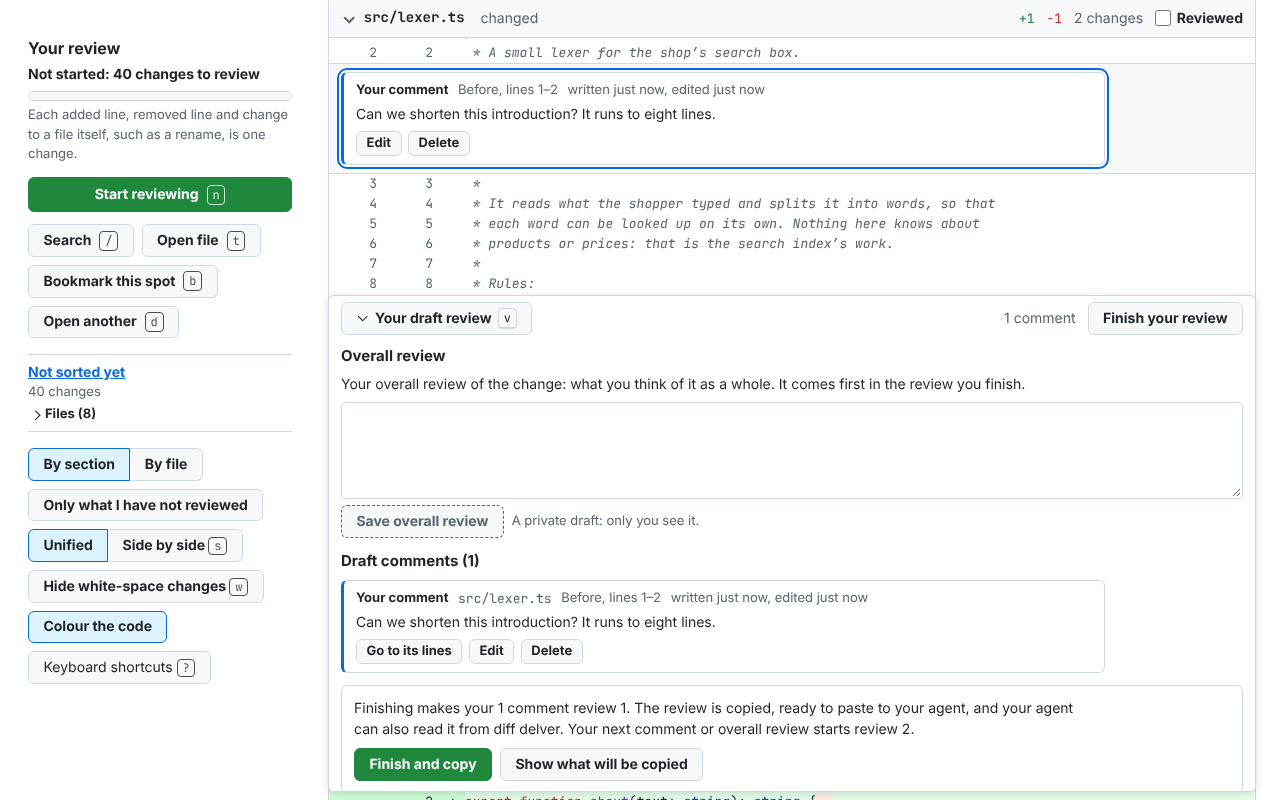 Your review
Not started: 40 changes to review
Each added line, removed line and change
to a file itself, such as a rename, is one
change.
Start reviewing n
Search / Open file t
Bookmark this spot b
Open another d
Not sorted yet
40 changes
Files (8)
By section By file
Only what I have not reviewed
Unified Side by side s
Hide white-space changes w
Colour the code
Keyboard shortcuts ?
src/lexer.ts changed +1 -1 2 changes Reviewed
2 2 * A small lexer for the shop’s search box.
Your comment Before, lines 1–2 written just now, edited just now
Can we shorten this introduction? It runs to eight lines.
Edit Delete
3 3 *
4 4 * It reads what the shopper typed and splits it into words, so that
5 5 * each word can be looked up on its own. Nothing here knows about
6 6 * products or prices: that is the search index’s work.
7 7 *
8 8 * Rules:
Your draft review v 1 comment Finish your review
Overall review
Your overall review of the change: what you think of it as a whole. It comes first in the review you finish.
Save overall review A private draft: only you see it.
Draft comments (1)
Your comment src/lexer.ts Before, lines 1–2 written just now, edited just now
Can we shorten this introduction? It runs to eight lines.
Go to its lines Edit Delete
Finishing makes your 1 comment review 1. The review is copied, ready to paste to your agent, and your agent
can also read it from diff delver. Your next comment or overall review starts review 2.
Finish and copy Show what will be copied
export function (text: string): string {